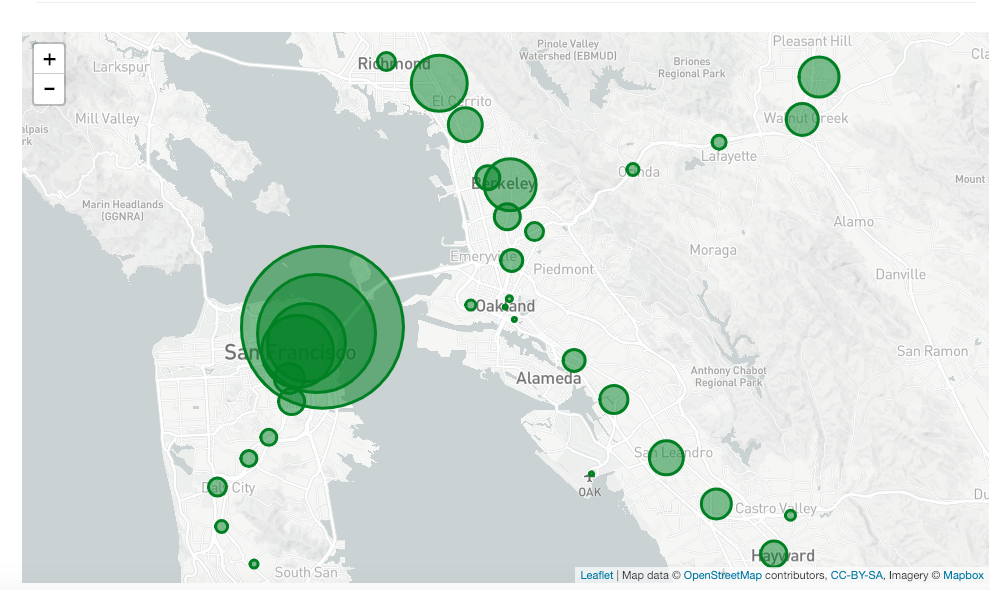 +
−
Larkspur
Richmond
Pinole Valley
Watershed (EBMUD)
Pleasant Hill
Briones
Regional Park
Cla
El Cerrito
Mill Valley
alpais
rk
Walnut Creek
Lafayette
Orinda
Berkeley
Mount
Marin Headlands
(GGNRA)
Alamo
Moraga
Emeryville
Piedmont
Danville
Oakland
San Francisco
San Ramon
Alameda
Anthony Chabot
Regional Park
San Leandro
Daly City
OAK
Castro Valley
Du
Hayward
South San
Leaflet | Map data © OpenStreetMap contributors, CC-BY-SA, Imagery © Mapbox